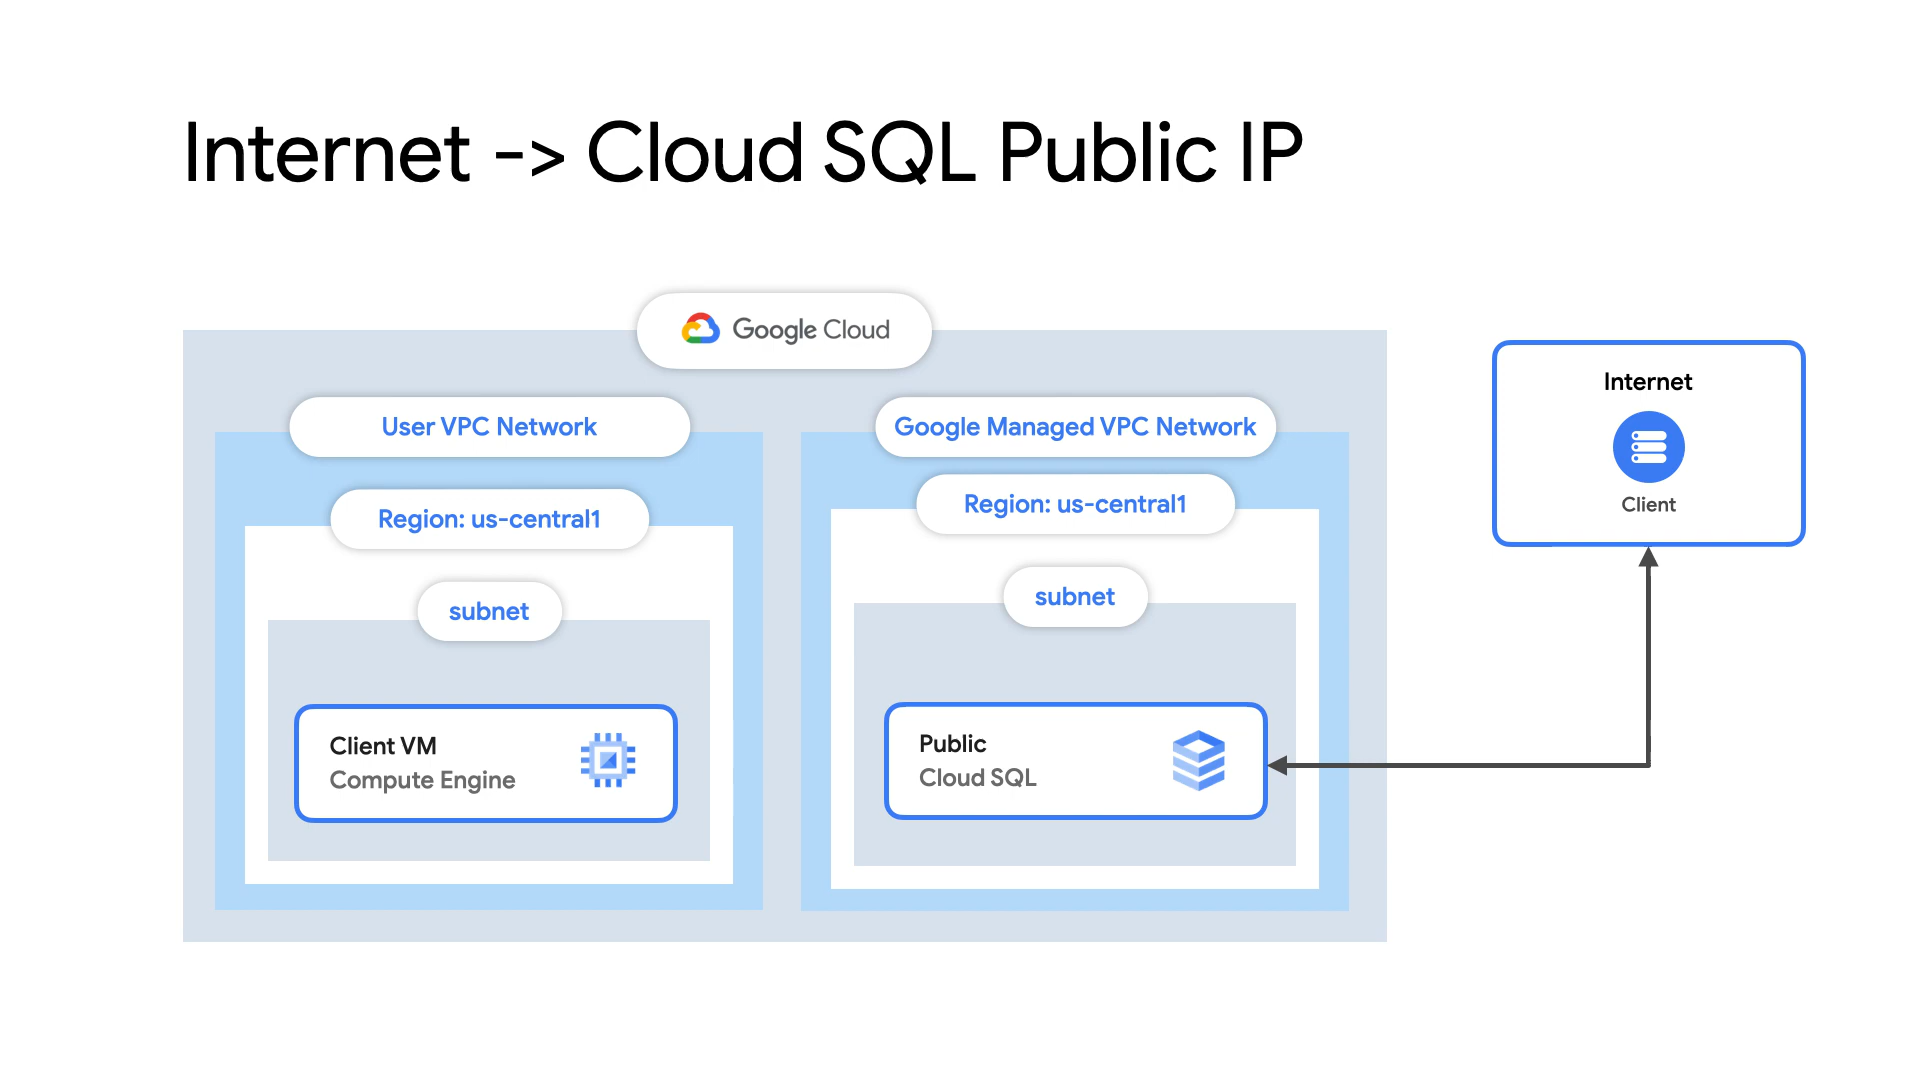 Internet -> Cloud SQL Public IP
Google Cloud
User VPC Network
Region: us-central1
subnet
Client VM
Compute Engine
Google Managed VPC Network
Region: us-central1
subnet
Public
Cloud SQL
Internet
Client